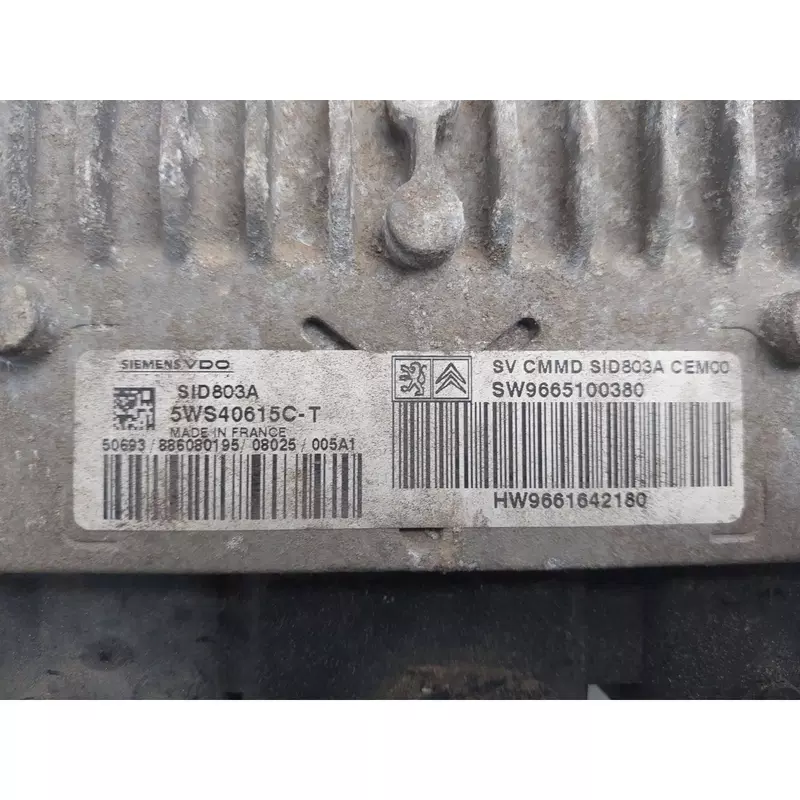 SIEMENS VDO
SID803A
5WS40615C-T
MADE IN FRANCE
50693 / 886080195 / 08025 / 005A1
SV CMMD SID803A CEM00
SW9665100380
HW9661642180